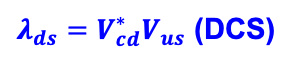 λ_ds = V*_cd V_us (DCS)